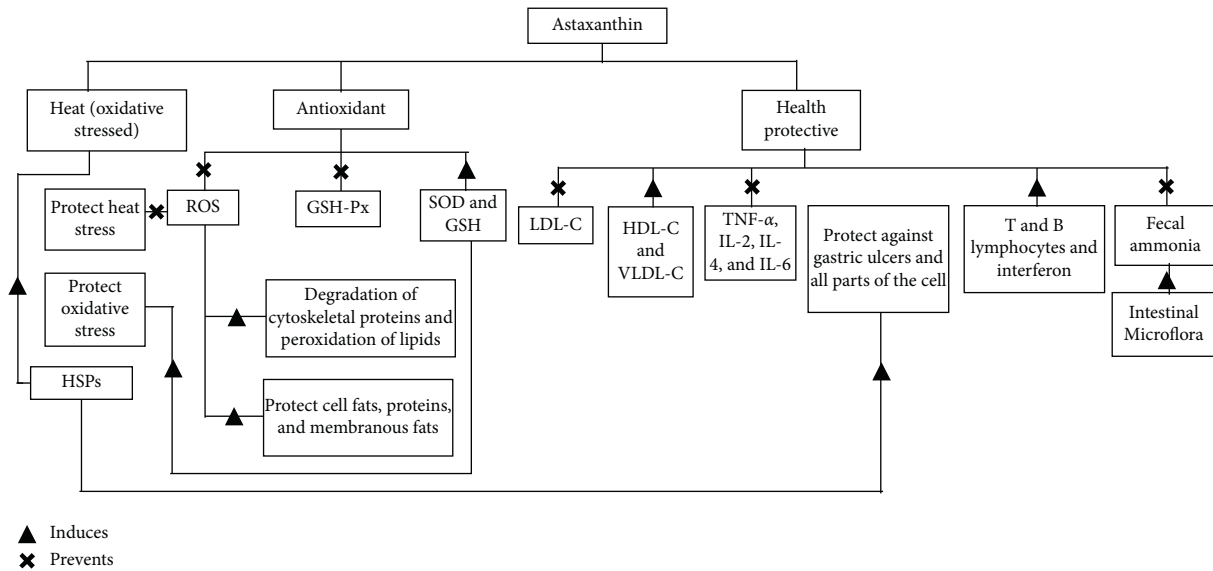 Astaxanthin
Heat (oxidative
stressed)
Antioxidant
Health
protective
Protect heat
stress
ROS
GSH-Px
SOD and
GSH
LDL-C
HDL-C
and
VLDL-C
TNF-α,
IL-2, IL-
4, and IL-6
Protect against
gastric ulcers and
all parts of the cell
T and B
lymphocytes and
interferon
Fecal
ammonia
Protect
oxidative
stress
Degradation of
cytoskeletal proteins and
peroxidation of lipids
Intestinal
Microflora
HSPs
Protect cell fats, proteins,
and membranous fats
Induces
Prevents